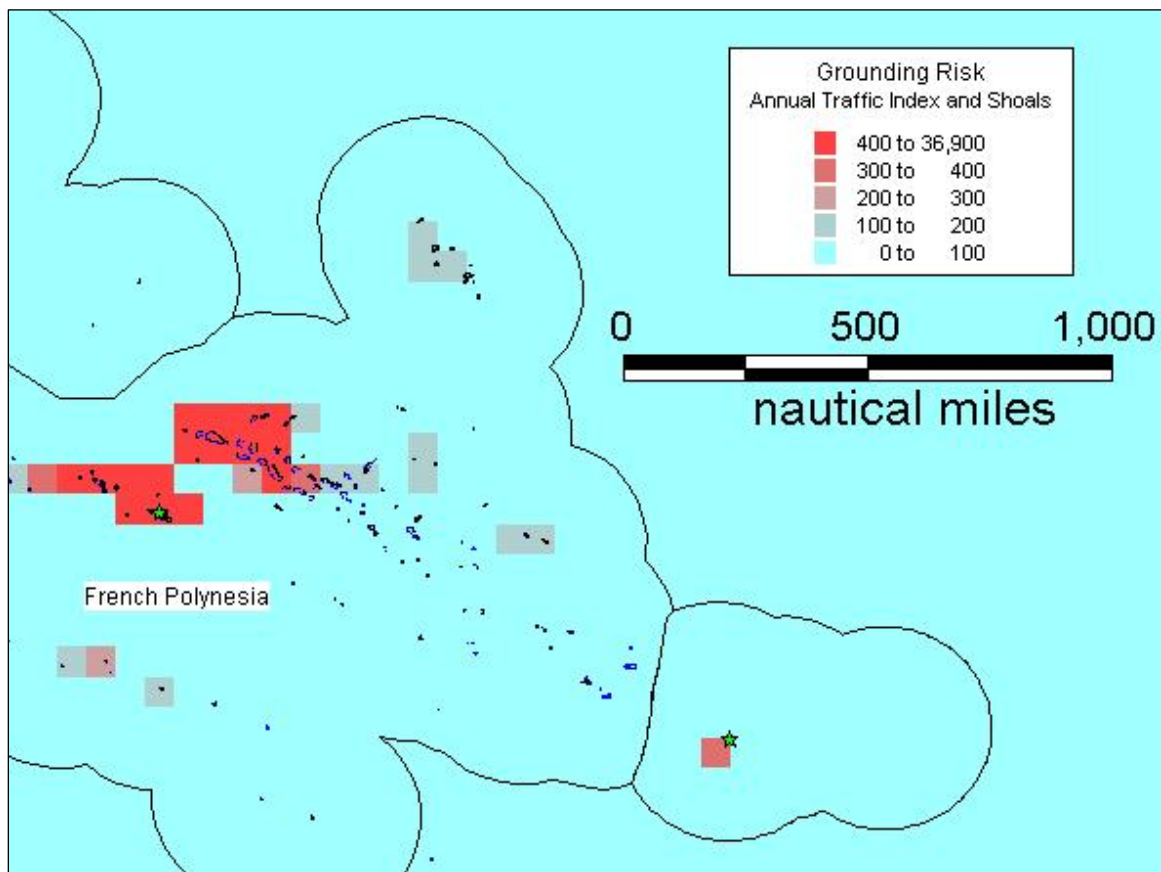 Grounding Risk
Annual Traffic Index and Shoals
400 to 36,900
300 to 400
200 to 300
100 to 200
0 to 100
0 500 1,000
nautical miles
French Polynesia